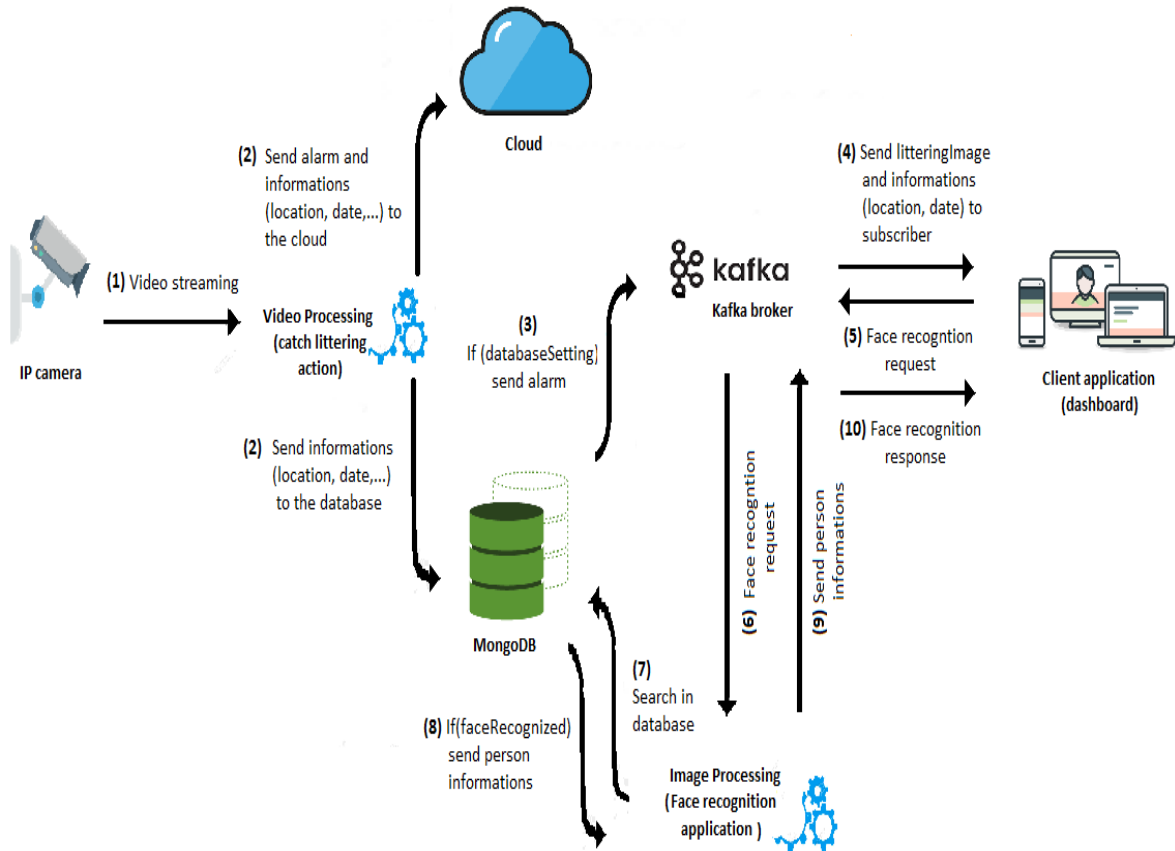 Cloud
(2) Send alarm and
informations
(location, date,...) to
the cloud
(4) Send litteringImage
and informations
(location, date) to
subscriber
(1) Video streaming
IP camera
Video Processing
(catch littering
action)
(3)
If (databaseSetting)
send alarm
kafka
Kafka broker
(5) Face recogntion
request
Client application
(dashboard)
(10) Face recognition
response
(2) Send informations
(location, date,...)
to the database
MongoDB
(6) Face recogntion
request
(9) Send person
informations
(7)
Search in
database
(8) If(faceRecognized)
send person
informations
Image Processing
(Face recognition
application )